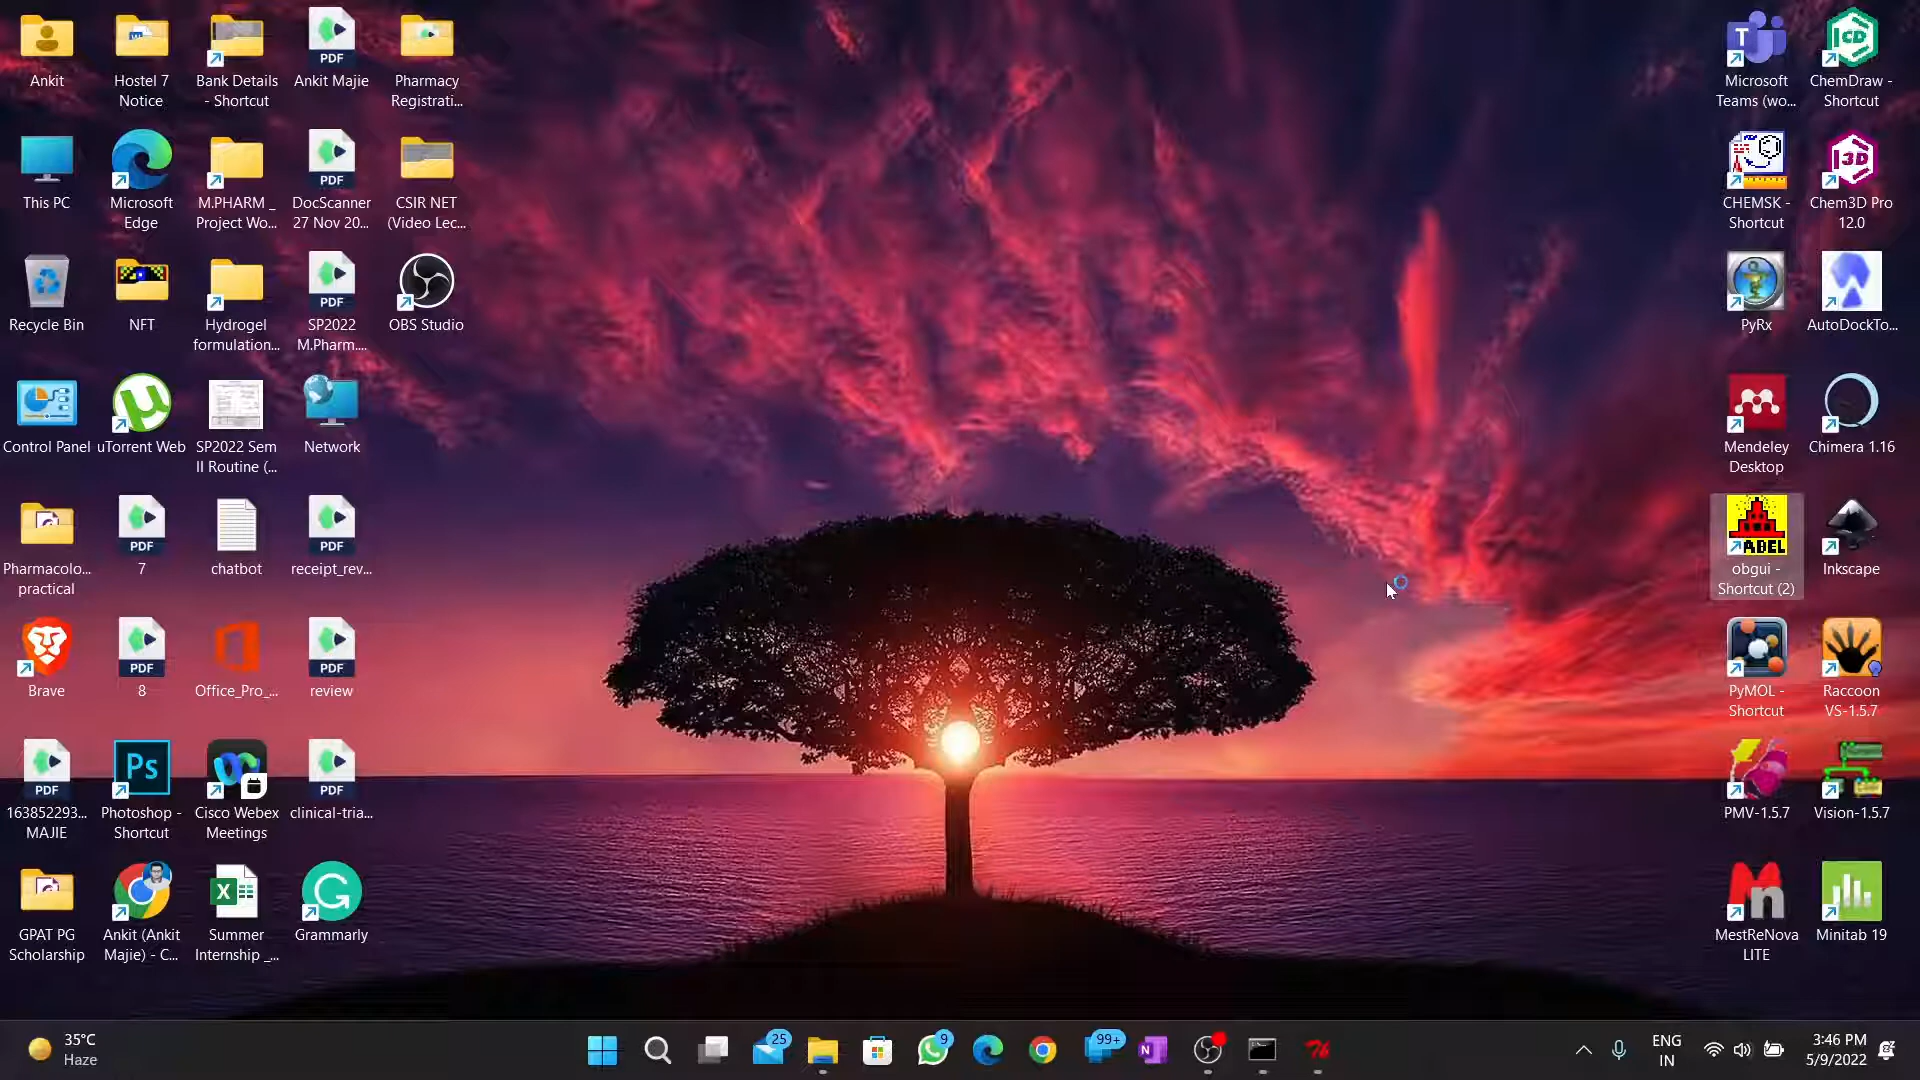 Ankit
Hostel 7
Notice
Bank Details
- Shortcut
PDF
Ankit Majie
Pharmacy
Registrati...
T
Microsoft
Teams (wo...
CD
ChemDraw -
Shortcut
This PC
Microsoft
Edge
M.PHARM _
Project Wo...
PDF
DocScanner
27 Nov 20...
CSIR NET
(Video Lec...
CHEMSK -
Shortcut
3D
Chem3D Pro
12.0
Recycle Bin
NFT
Hydrogel
formulation...
PDF
SP2022
M.Pharm....
OBS Studio
PyRx
AutoDockTo...
Control Panel
uTorrent Web
SP2022 Sem
II Routine (...
Network
Mendeley
Desktop
Chimera 1.16
Pharmacolo...
practical
PDF
7
chatbot
PDF
receipt_rev...
ABEL
obgui -
Shortcut (2)
Inkscape
Brave
PDF
8
Office_Pro_...
PDF
review
PyMOL -
Shortcut
Raccoon
VS-1.5.7
PDF
163852293...
MAJIE
Ps
Photoshop -
Shortcut
Cisco Webex
Meetings
PDF
clinical-tria...
PMV-1.5.7
Vision-1.5.7
GPAT PG
Scholarship
Ankit (Ankit
Majie) - C...
X
Summer
Internship _...
G
Grammarly
Mn
MestReNova
LITE
Minitab 19
35°C
Haze
25
9
99+
N
76
ENG
IN
3:46 PM
5/9/2022